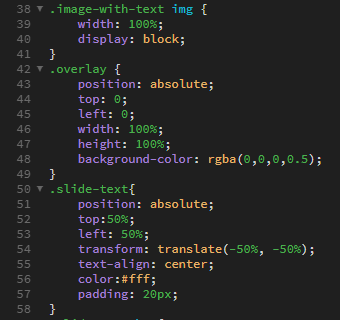 38 .image-with-text img {
39     width: 100%;
40     display: block;
41 }
42 .overlay {
43     position: absolute;
44     top: 0;
45     left: 0;
46     width: 100%;
47     height: 100%;
48     background-color: rgba(0,0,0,0.5);
49 }
50 .slide-text{
51     position: absolute;
52     top:50%;
53     left: 50%;
54     transform: translate(-50%, -50%);
55     text-align: center;
56     color:#fff;
57     padding: 20px;
58 }